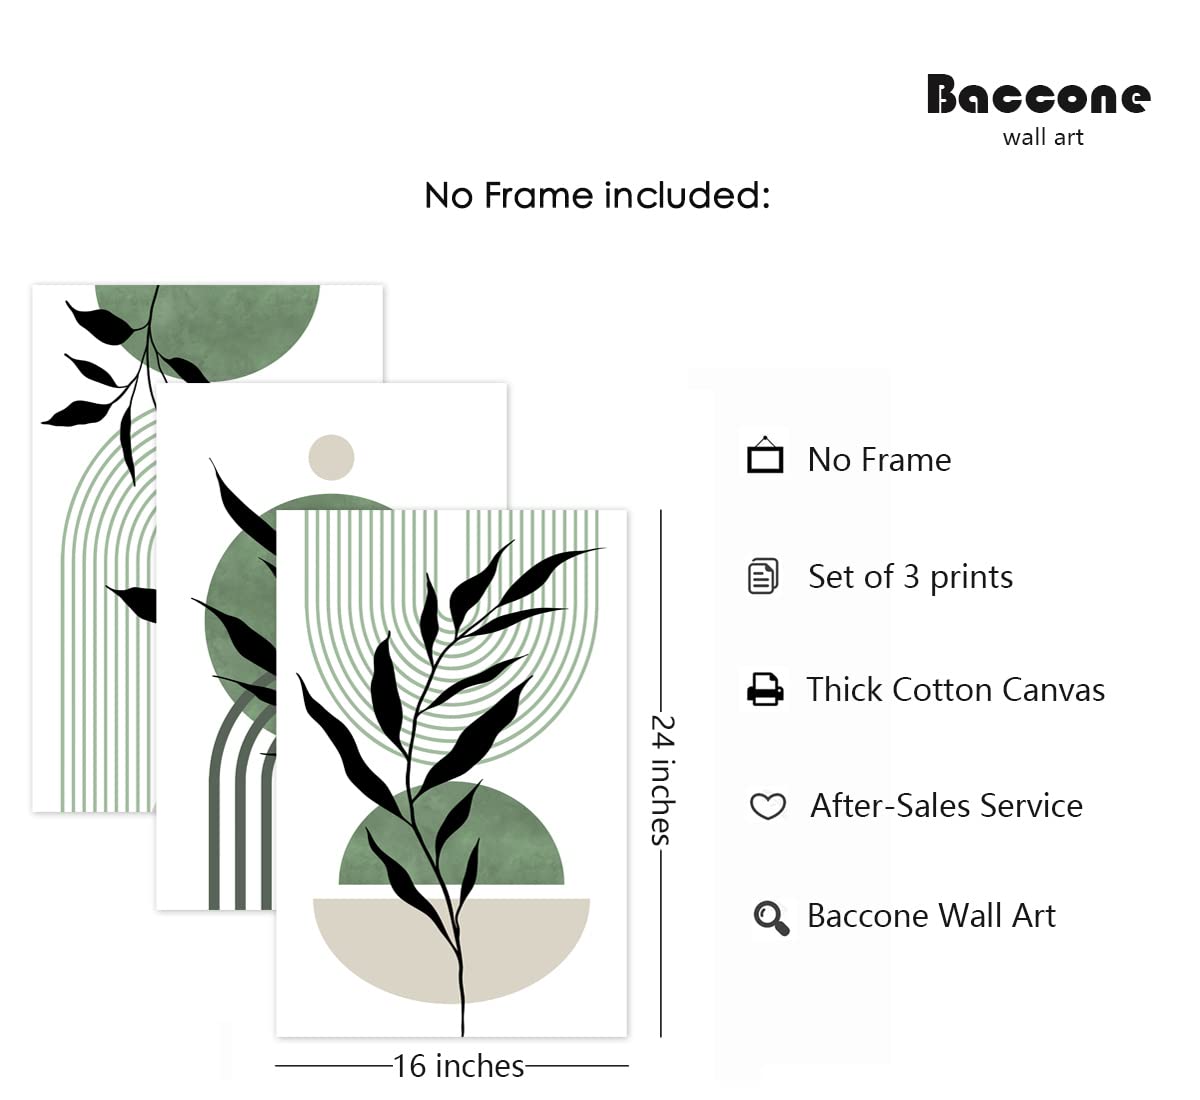 Baccone
wall art
No Frame included:
No Frame
Set of 3 prints
Thick Cotton Canvas
After-Sales Service
Baccone Wall Art
24 inches
16 inches